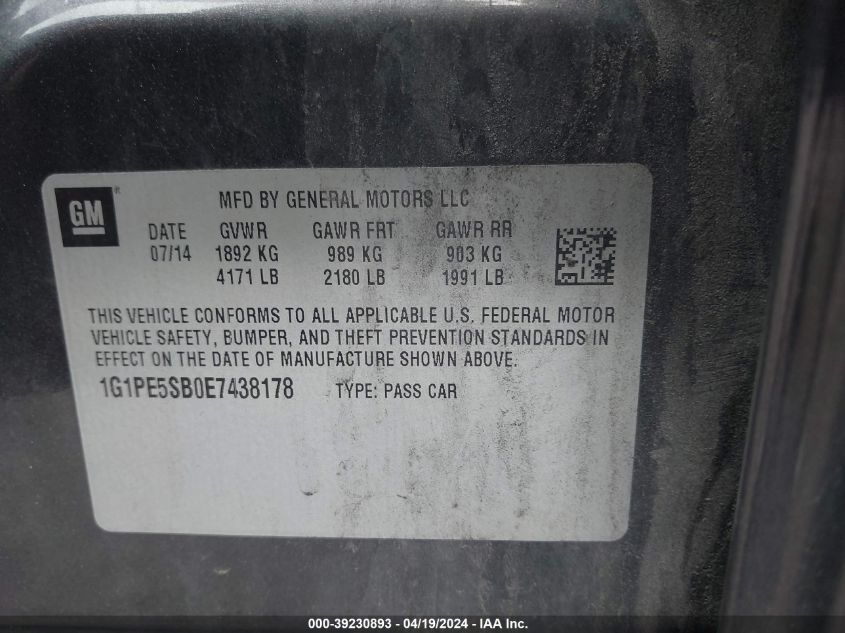 GM ®
MFD BY GENERAL MOTORS LLC
DATE GVWR GAWR FRT GAWR RR
07/14 1892 KG 989 KG 903 KG
4171 LB 2180 LB 1991 LB
THIS VEHICLE CONFORMS TO ALL APPLICABLE U.S. FEDERAL MOTOR
VEHICLE SAFETY, BUMPER, AND THEFT PREVENTION STANDARDS IN
EFFECT ON THE DATE OF MANUFACTURE SHOWN ABOVE.
1G1PE5SB0E7438178 TYPE: PASS CAR
000-39230893 - 04/19/2024 - IAA Inc.